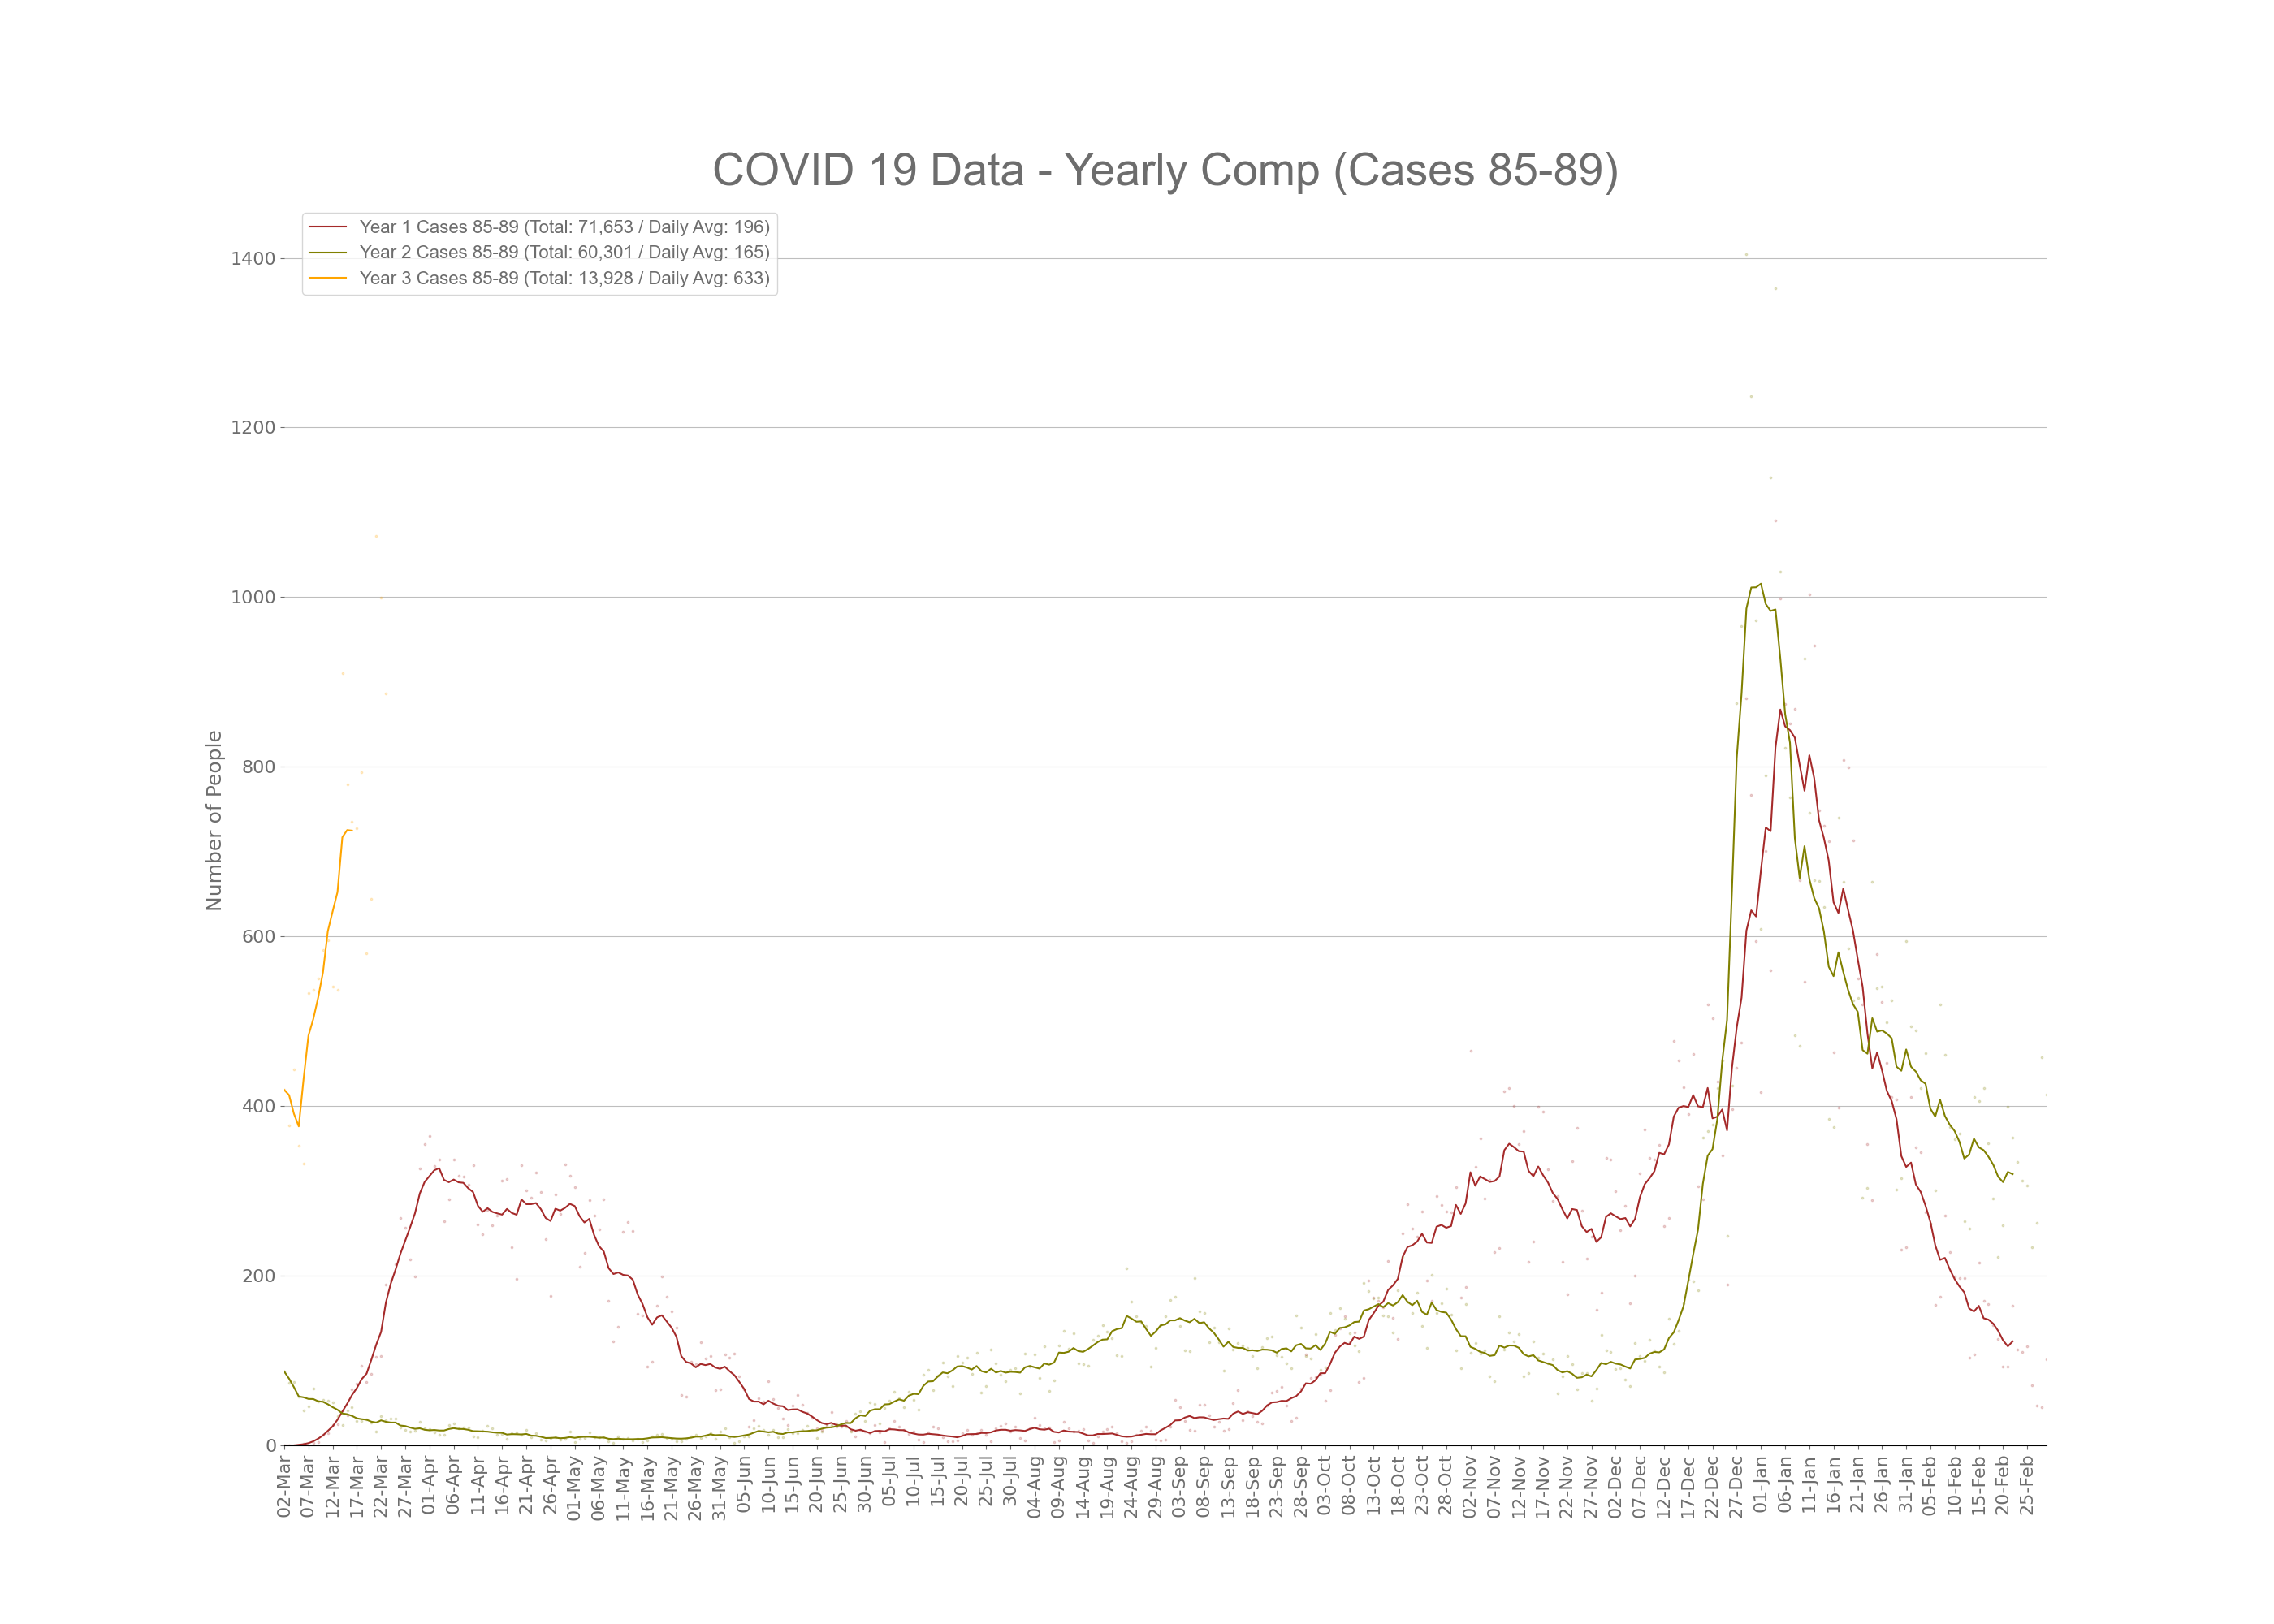 COVID 19 Data - Yearly Comp (Cases 85-89)
Year 1 Cases 85-89 (Total: 71,653 / Daily Avg: 196)
Year 2 Cases 85-89 (Total: 60,301 / Daily Avg: 165)
Year 3 Cases 85-89 (Total: 13,928 / Daily Avg: 633)
1400
1200
1000
800
600
400
200
0
Number of People
02-Mar
07-Mar
12-Mar
17-Mar
22-Mar
27-Mar
01-Apr
06-Apr
11-Apr
16-Apr
21-Apr
26-Apr
01-May
06-May
11-May
16-May
21-May
26-May
31-May
05-Jun
10-Jun
15-Jun
20-Jun
25-Jun
30-Jun
05-Jul
10-Jul
15-Jul
20-Jul
25-Jul
30-Jul
04-Aug
09-Aug
14-Aug
19-Aug
24-Aug
29-Aug
03-Sep
08-Sep
13-Sep
18-Sep
23-Sep
28-Sep
03-Oct
08-Oct
13-Oct
18-Oct
23-Oct
28-Oct
02-Nov
07-Nov
12-Nov
17-Nov
22-Nov
27-Nov
02-Dec
07-Dec
12-Dec
17-Dec
22-Dec
27-Dec
01-Jan
06-Jan
11-Jan
16-Jan
21-Jan
26-Jan
31-Jan
05-Feb
10-Feb
15-Feb
20-Feb
25-Feb